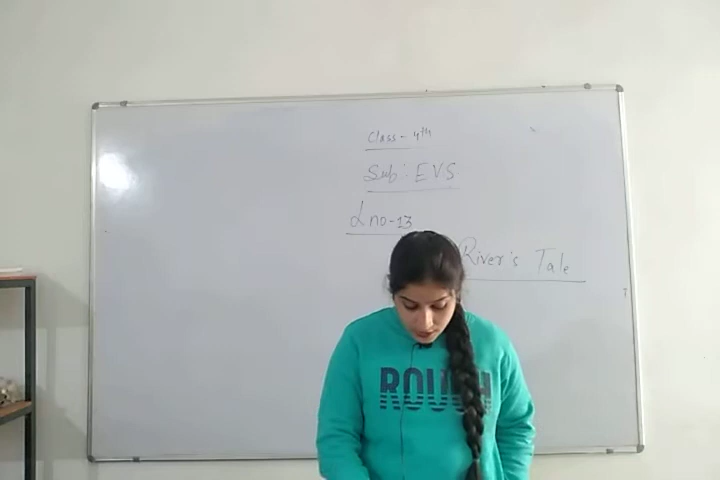 Class - 4th
Sub: EVS
L no-13
River's Tale
ROUGH